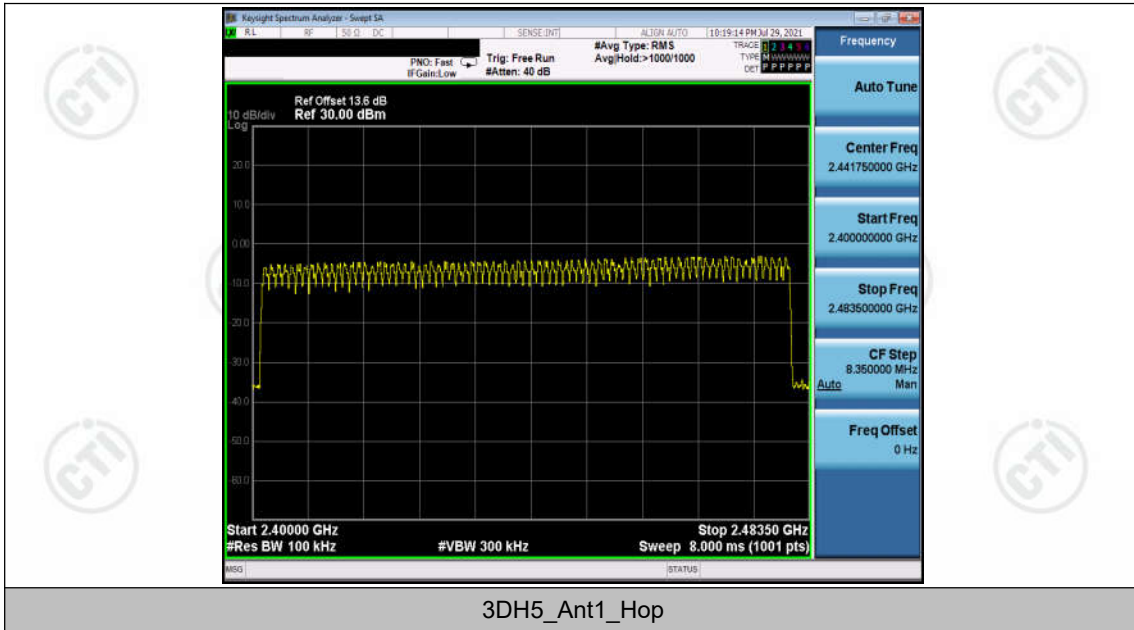 Keysight Spectrum Analyzer - Swept SA
RL RF 50 Ω DC SENSE:INT ALIGN AUTO 10:19:14 PM Jul 29, 2021
PNO: Fast
IFGain:Low
Trig: Free Run
#Atten: 40 dB
#Avg Type: RMS
Avg|Hold:>1000/1000
TRACE 1 2 3 4 5 6
TYPE M WWWWW
DET P P P P P P
Ref Offset 13.6 dB
10 dB/div Ref 30.00 dBm
Log
20.0
10.0
0.00
-10.0
-20.0
-30.0
-40.0
-50.0
-60.0
Start 2.40000 GHz Stop 2.48350 GHz
#Res BW 100 kHz #VBW 300 kHz Sweep 8.000 ms (1001 pts)
MSG STATUS
Frequency
Auto Tune
Center Freq
2.441750000 GHz
Start Freq
2.400000000 GHz
Stop Freq
2.483500000 GHz
CF Step
8.350000 MHz
Auto Man
Freq Offset
0 Hz
CTI
CTI
CTI
CTI
3DH5_Ant1_Hop